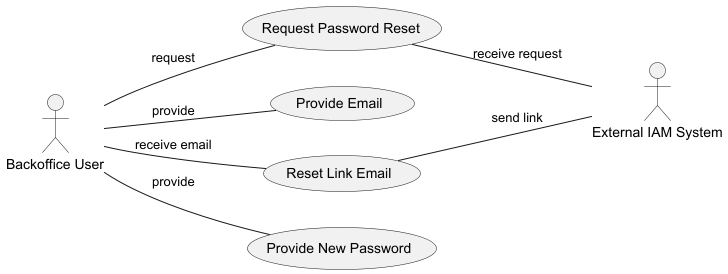 Request Password Reset
request
receive request
provide
Provide Email
send link
External IAM System
receive email
Backoffice User
Reset Link Email
provide
Provide New Password